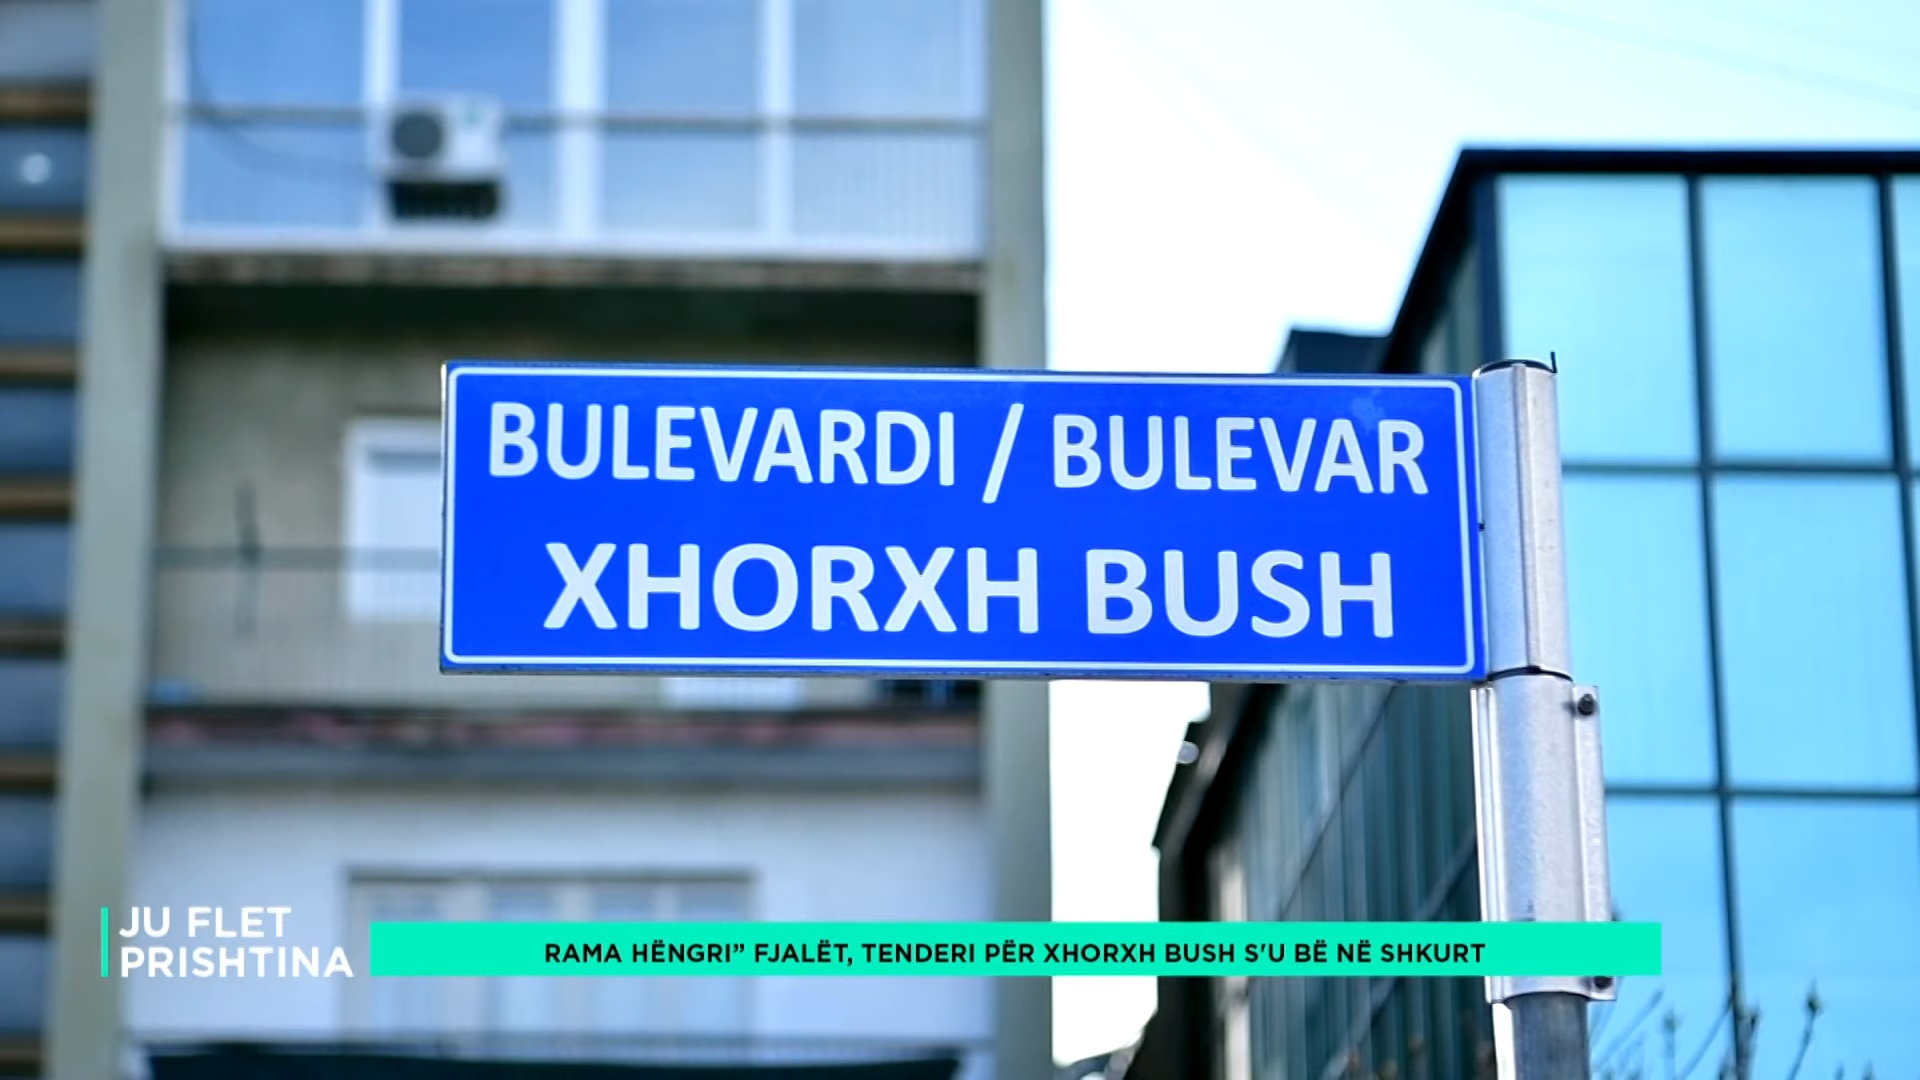 BULEVARDI / BULEVAR
XHORXH BUSH
JU FLET
PRISHTINA
RAMA HËNGRI” FJALËT, TENDERI PËR XHORXH BUSH S'U BË NË SHKURT